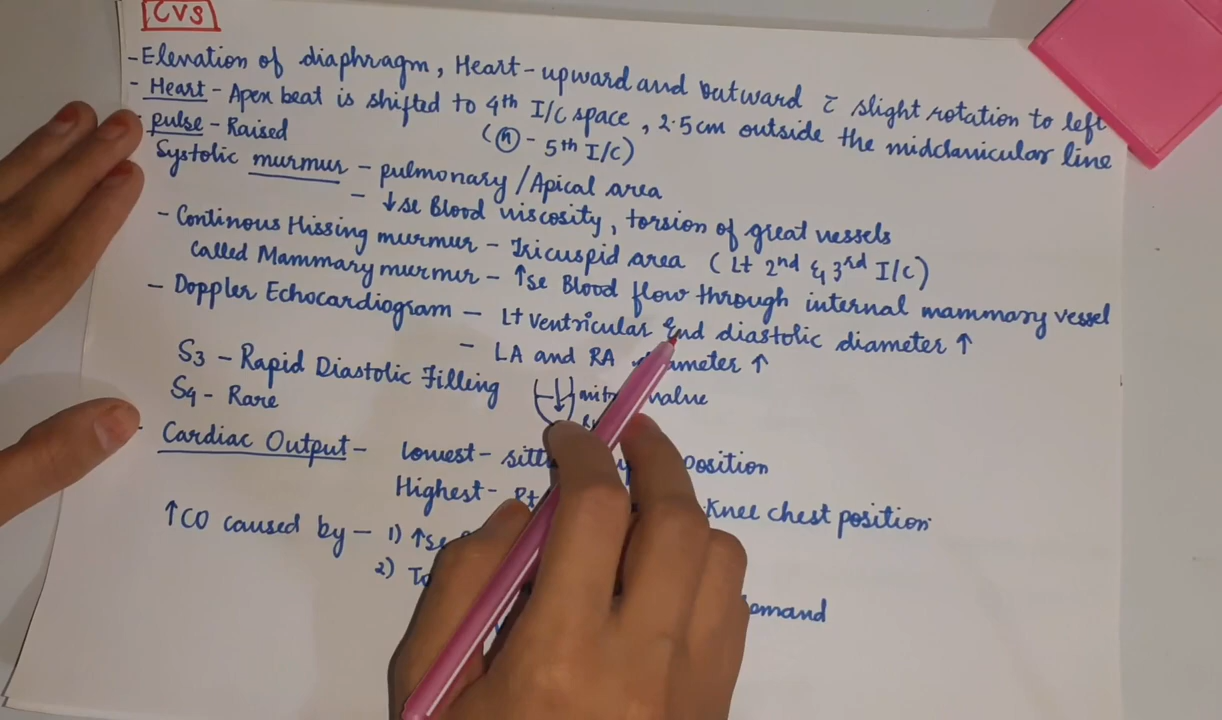 CVS
- Elevation of diaphragm, Heart - upward and outward c̄ slight rotation to left
- Heart - Apex beat is shifted to 4th I/C space, 2.5cm outside the midclavicular line
(n - 5th I/C)
- Pulse - Raised
Systolic murmur - pulmonary / Apical area
- ↓se Blood viscosity, torsion of great vessels
- Continous Hissing murmur - Tricuspid area (Lt 2nd & 3rd I/C)
called Mammary murmur - ↑se Blood flow through internal mammary vessel
- Doppler Echocardiogram - Lt ventricular End diastolic diameter ↑
- LA and RA diameter ↑
S3 - Rapid Diastolic Filling
valve
S4 - Rare
- Cardiac Output - Lowest - position
Highest - Knee chest position
↑CO caused by - 1) ↑se
2)